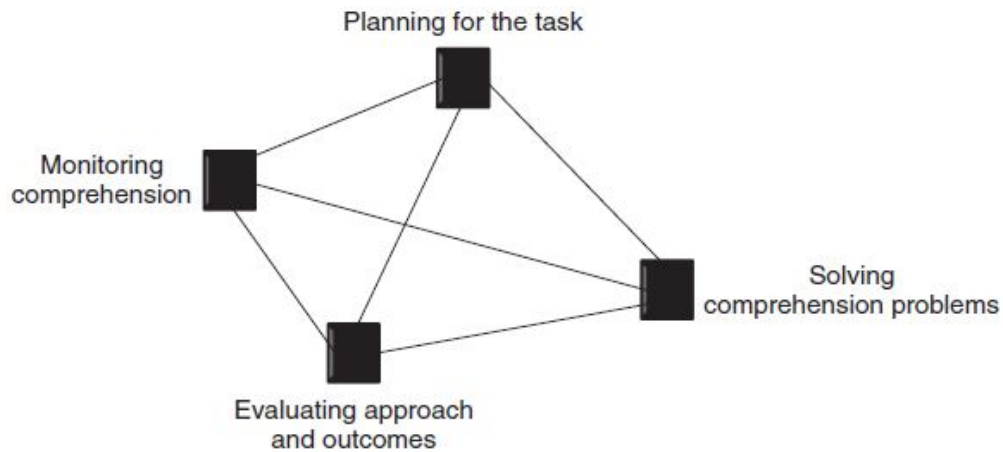 Planning for the task
Monitoring
comprehension
Solving
comprehension problems
Evaluating approach
and outcomes